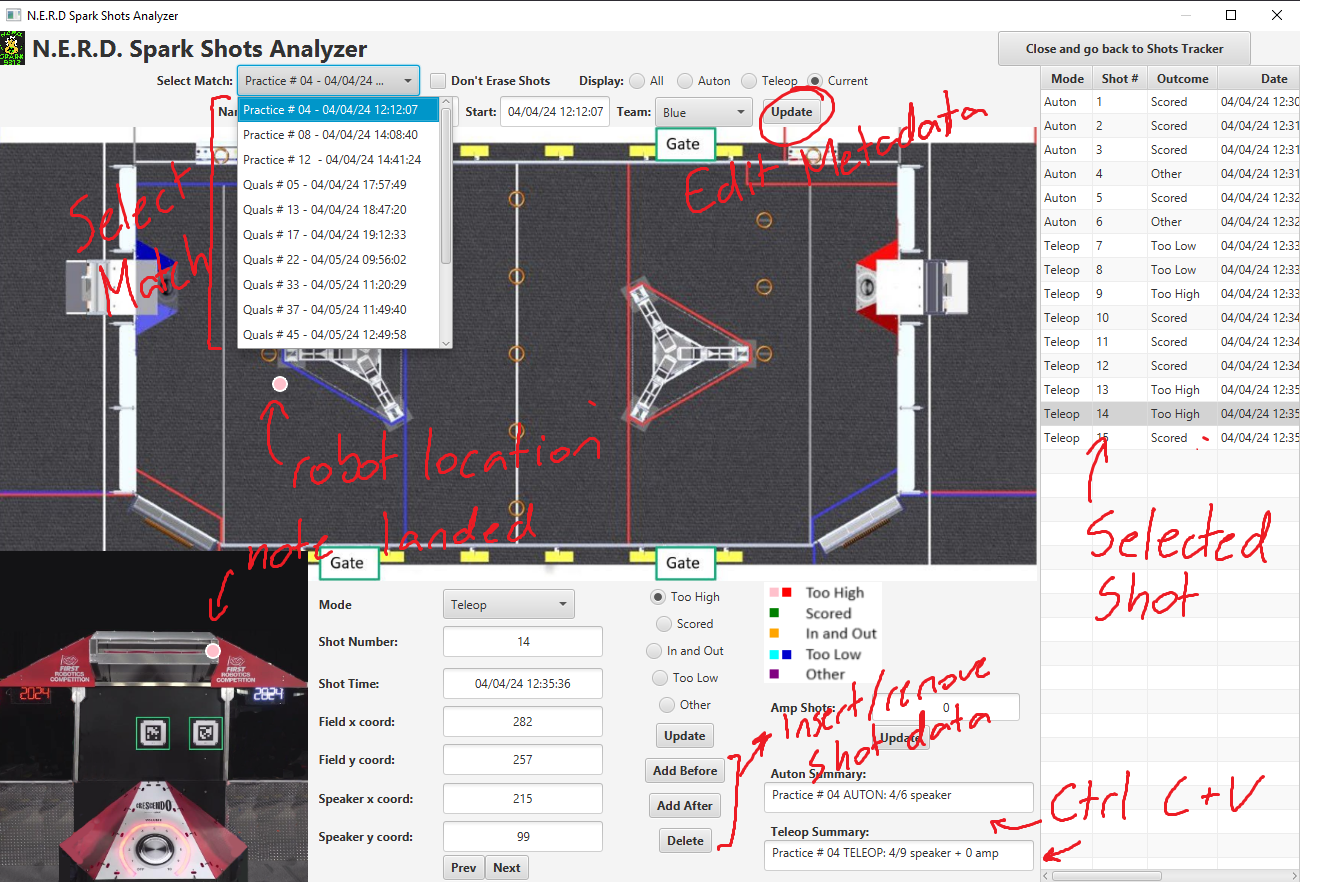 N.E.R.D Spark Shots Analyzer
N.E.R.D. Spark Shots Analyzer
Close and go back to Shots Tracker
Select Match: Practice # 04 - 04/04/24 ... Don't Erase Shots Display: All Auton Teleop Current
Start: 04/04/24 12:12:07 Team: Blue Update
Practice # 04 - 04/04/24 12:12:07
Practice # 08 - 04/04/24 14:08:40
Practice # 12 - 04/04/24 14:41:24
Quals # 05 - 04/04/24 17:57:49
Quals # 13 - 04/04/24 18:47:20
Quals # 17 - 04/04/24 19:12:33
Quals # 22 - 04/05/24 09:56:02
Quals # 33 - 04/05/24 11:20:29
Quals # 37 - 04/05/24 11:49:40
Quals # 45 - 04/05/24 12:49:58
Select
Match
Gate
Edit Metadata
robot location
note landed
Gate
Gate
Mode Shot # Outcome Date
Auton 1 Scored 04/04/24 12:30
Auton 2 Scored 04/04/24 12:31
Auton 3 Scored 04/04/24 12:31
Auton 4 Other 04/04/24 12:31
Auton 5 Scored 04/04/24 12:32
Auton 6 Other 04/04/24 12:32
Teleop 7 Too Low 04/04/24 12:33
Teleop 8 Too Low 04/04/24 12:33
Teleop 9 Too High 04/04/24 12:33
Teleop 10 Scored 04/04/24 12:34
Teleop 11 Scored 04/04/24 12:34
Teleop 12 Scored 04/04/24 12:34
Teleop 13 Too High 04/04/24 12:35
Teleop 14 Too High 04/04/24 12:35
Teleop 15 Scored 04/04/24 12:35
Selected
Shot
FIRST
ROBOTICS
COMPETITION
FIRST
ROBOTICS
COMPETITION
2024
2024
CRESCENDO
Mode Teleop
Shot Number: 14
Shot Time: 04/04/24 12:35:36
Field x coord: 282
Field y coord: 257
Speaker x coord: 215
Speaker y coord: 99
Prev Next
Too High
Scored
In and Out
Too Low
Other
Update
Add Before
Add After
Delete
Too High
Scored
In and Out
Too Low
Other
Insert/remove
shot data
Amp Shots: 0
Update
Auton Summary:
Practice # 04 AUTON: 4/6 speaker
Teleop Summary:
Practice # 04 TELEOP: 4/9 speaker + 0 amp
Ctrl C+V